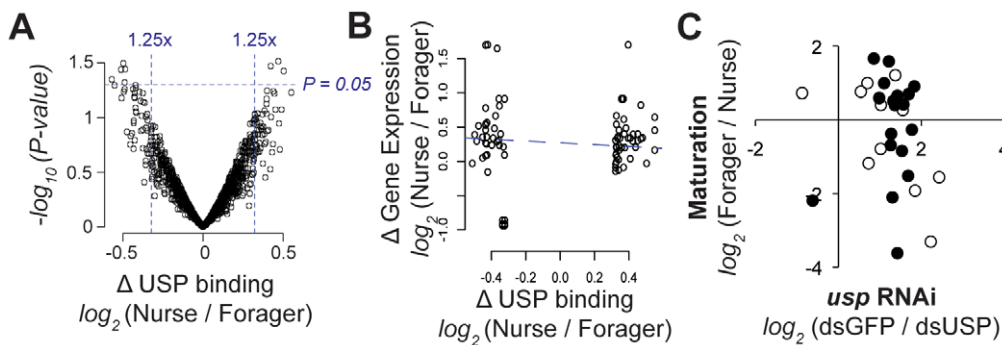 A
1.25x
1.25x
-log10 (P-value)
1.5
1
0.5
0
P = 0.05
-0.5
0
0.5
Δ USP binding
log2 (Nurse / Forager)
B
Δ Gene Expression
log2 (Nurse / Forager)
1.5
1.0
0.5
0.0
-1.0
-0.4
-0.2
0.0
0.2
0.4
Δ USP binding
log2 (Nurse / Forager)
C
Maturation
log2 (Forager / Nurse)
2
-2
2
4
-2
-4
usp RNAi
log2 (dsGFP / dsUSP)